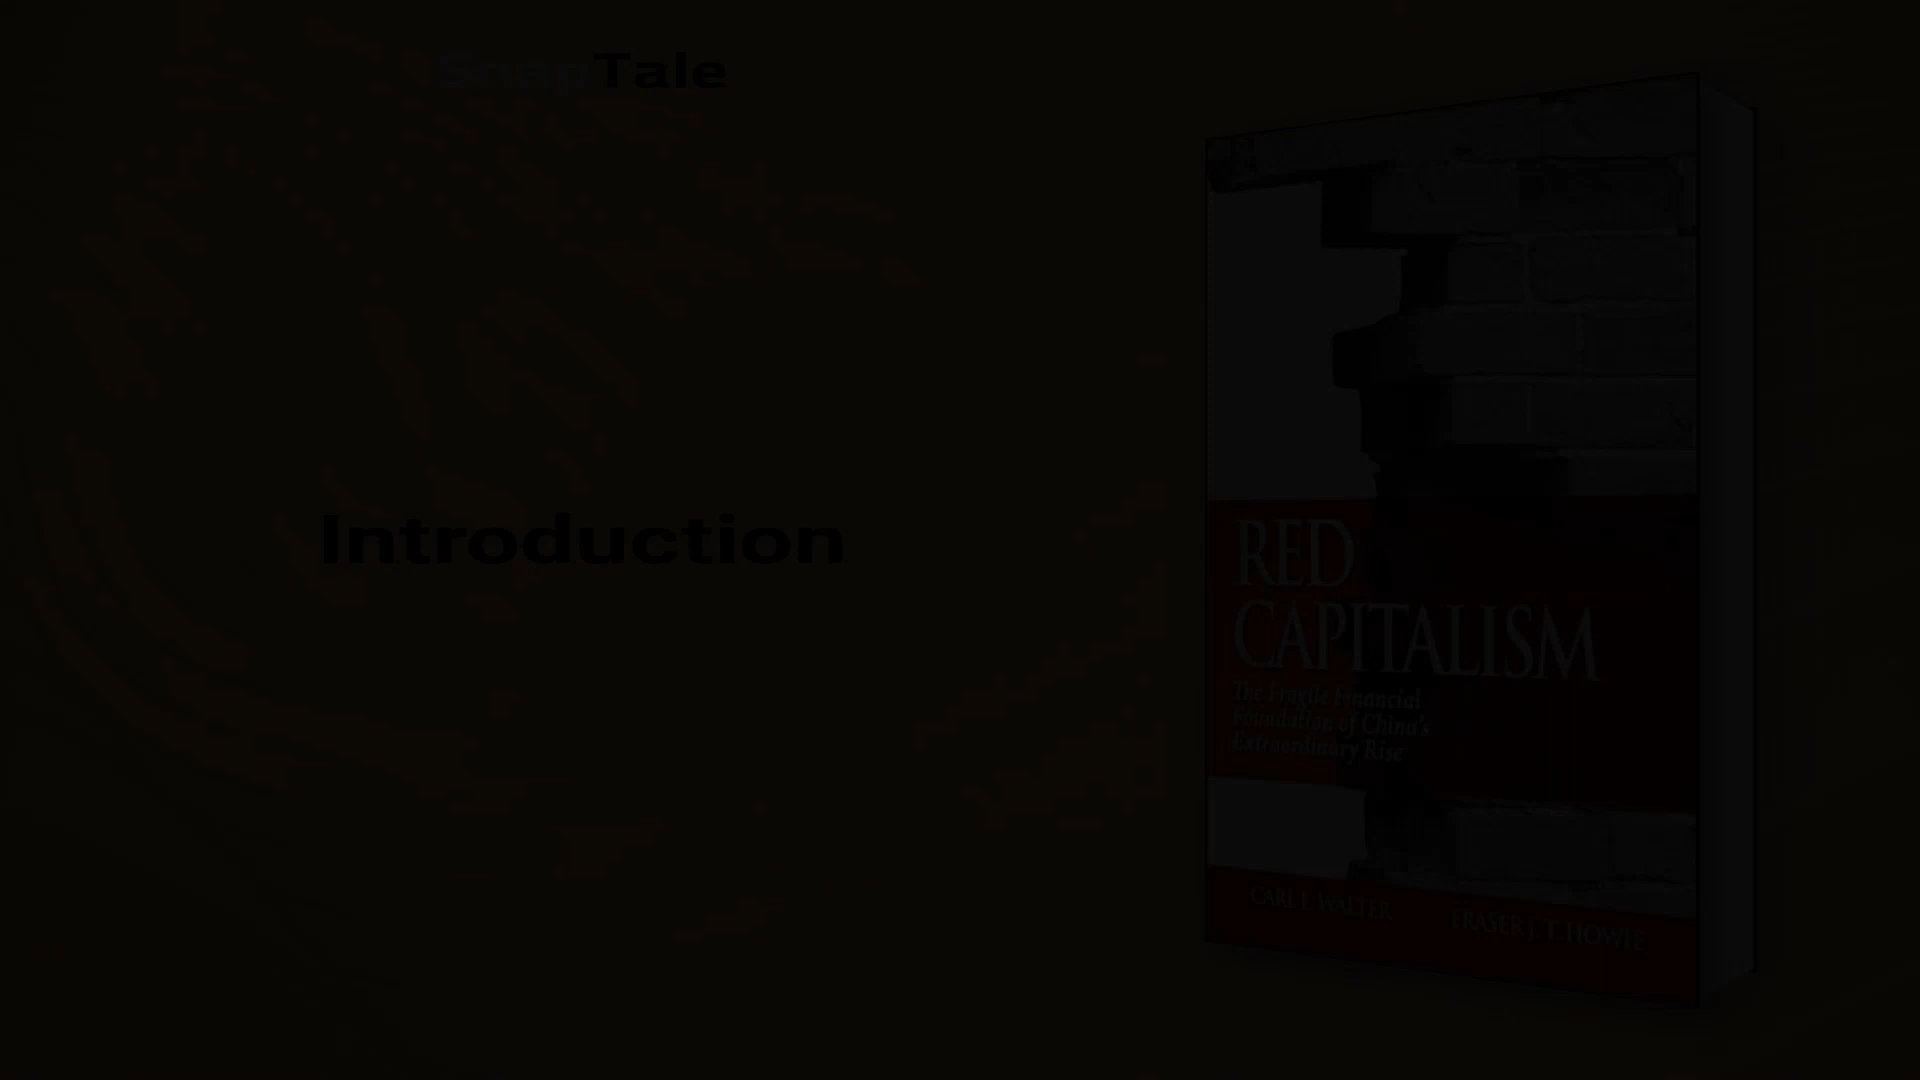 SnapTale
Introduction
RED
CAPITALISM
The Fragile Financial
Foundation of China's
Extraordinary Rise
CARL E. WALTER
FRASER J. T. HOWIE